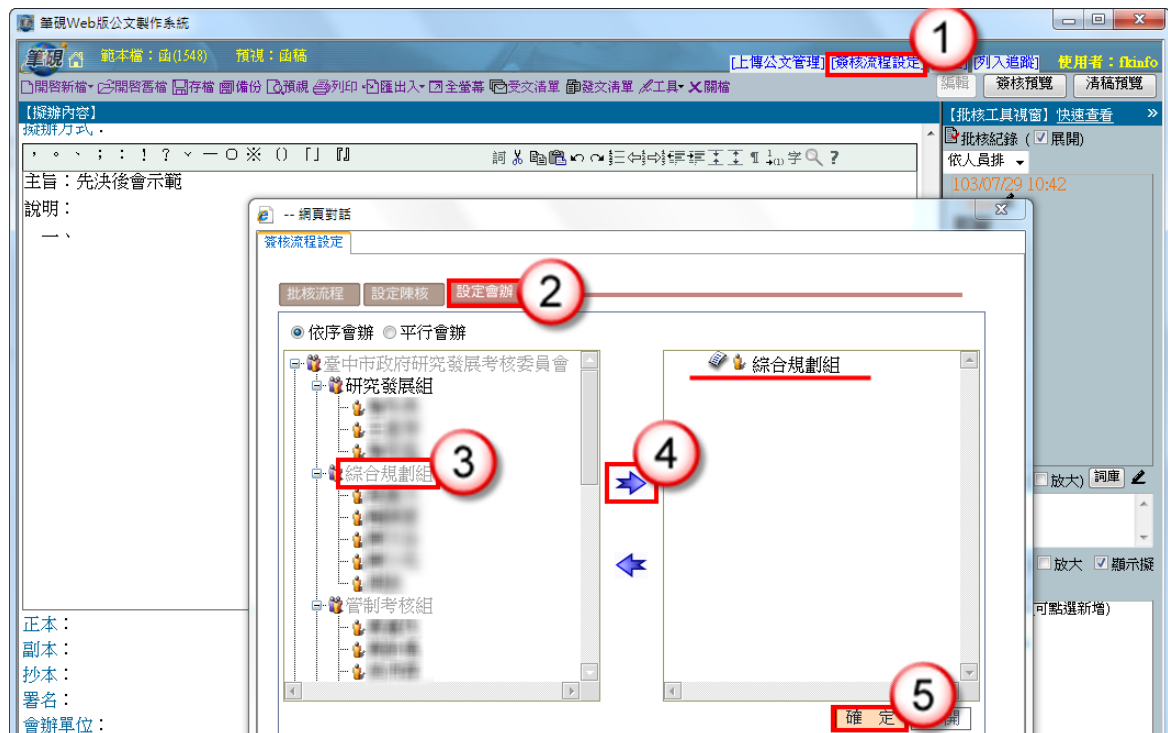 筆硯Web版公文製作系統
筆硯 範本檔：函(1548) 預視：函稿
[上傳公文管理] [簽核流程設定] [列入追蹤] 使用者：fkinfo
1
開啓新檔 開啓舊檔 存檔 備份 預視 列印 匯出入 全螢幕 受文清單 發文清單 工具 關檔
編輯 簽核預覽 清稿預覽
【擬辦內容】
擬辦方式：
，。、；：！？ˇ—○※（）「」『』 詞 字 ?
主旨：先決後會示範
說明：
一、
【批核工具視窗】 快速查看 »
批核紀錄 (展開)
依人員排
103/07/29 10:42
-- 網頁對話
簽核流程設定
批核流程 設定陳核 設定會辦 2
依序會辦 平行會辦
臺中市政府研究發展考核委員會
研究發展組
綜合規劃組 3
管制考核組
4
綜合規劃組
確 定 5 開
放大) 詞庫
放大 顯示擬
可點選新增)
正本：
副本：
抄本：
署名：
會辦單位：